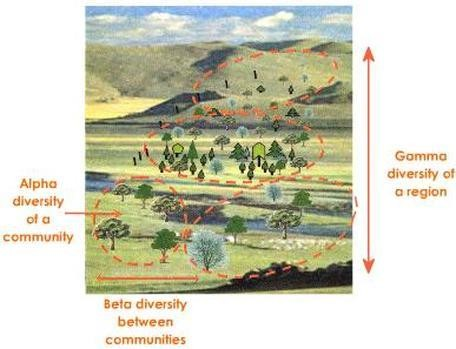 Gamma
diversity of
a region
Alpha
diversity
of a
community
Beta diversity
between
communities